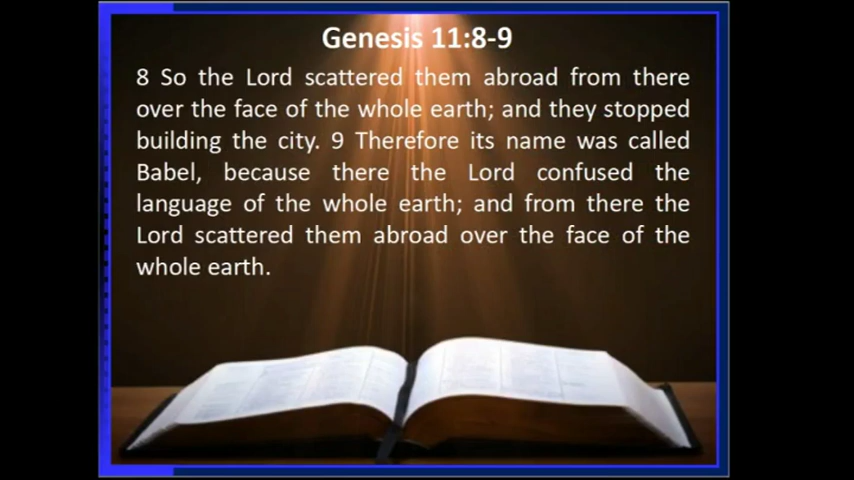 Genesis 11:8-9
8 So the Lord scattered them abroad from there
over the face of the whole earth; and they stopped
building the city. 9 Therefore its name was called
Babel, because there the Lord confused the
language of the whole earth; and from there the
Lord scattered them abroad over the face of the
whole earth.